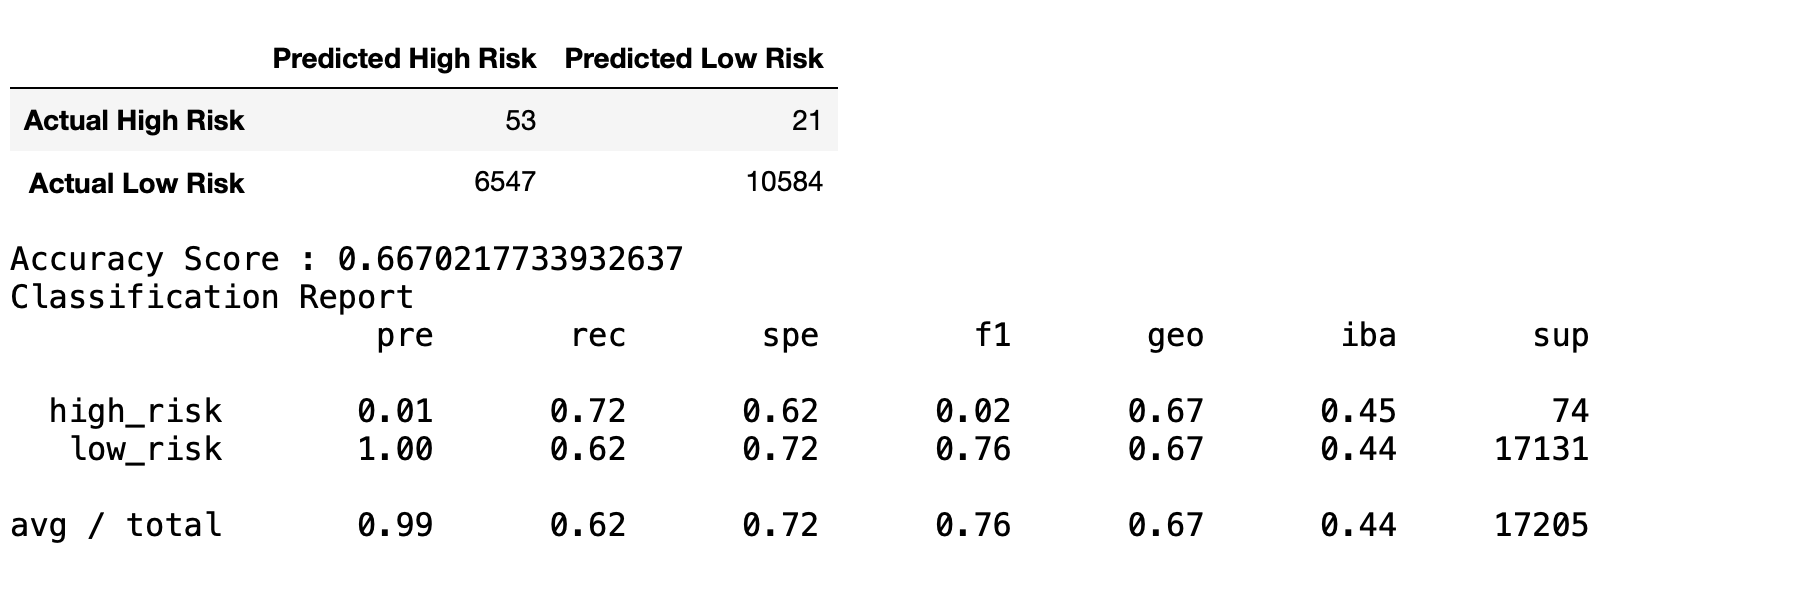 Predicted High Risk Predicted Low Risk
Actual High Risk 53 21
Actual Low Risk 6547 10584
Accuracy Score : 0.6670217733932637
Classification Report
pre rec spe f1 geo iba sup
high_risk 0.01 0.72 0.62 0.02 0.67 0.45 74
low_risk 1.00 0.62 0.72 0.76 0.67 0.44 17131
avg / total 0.99 0.62 0.72 0.76 0.67 0.44 17205